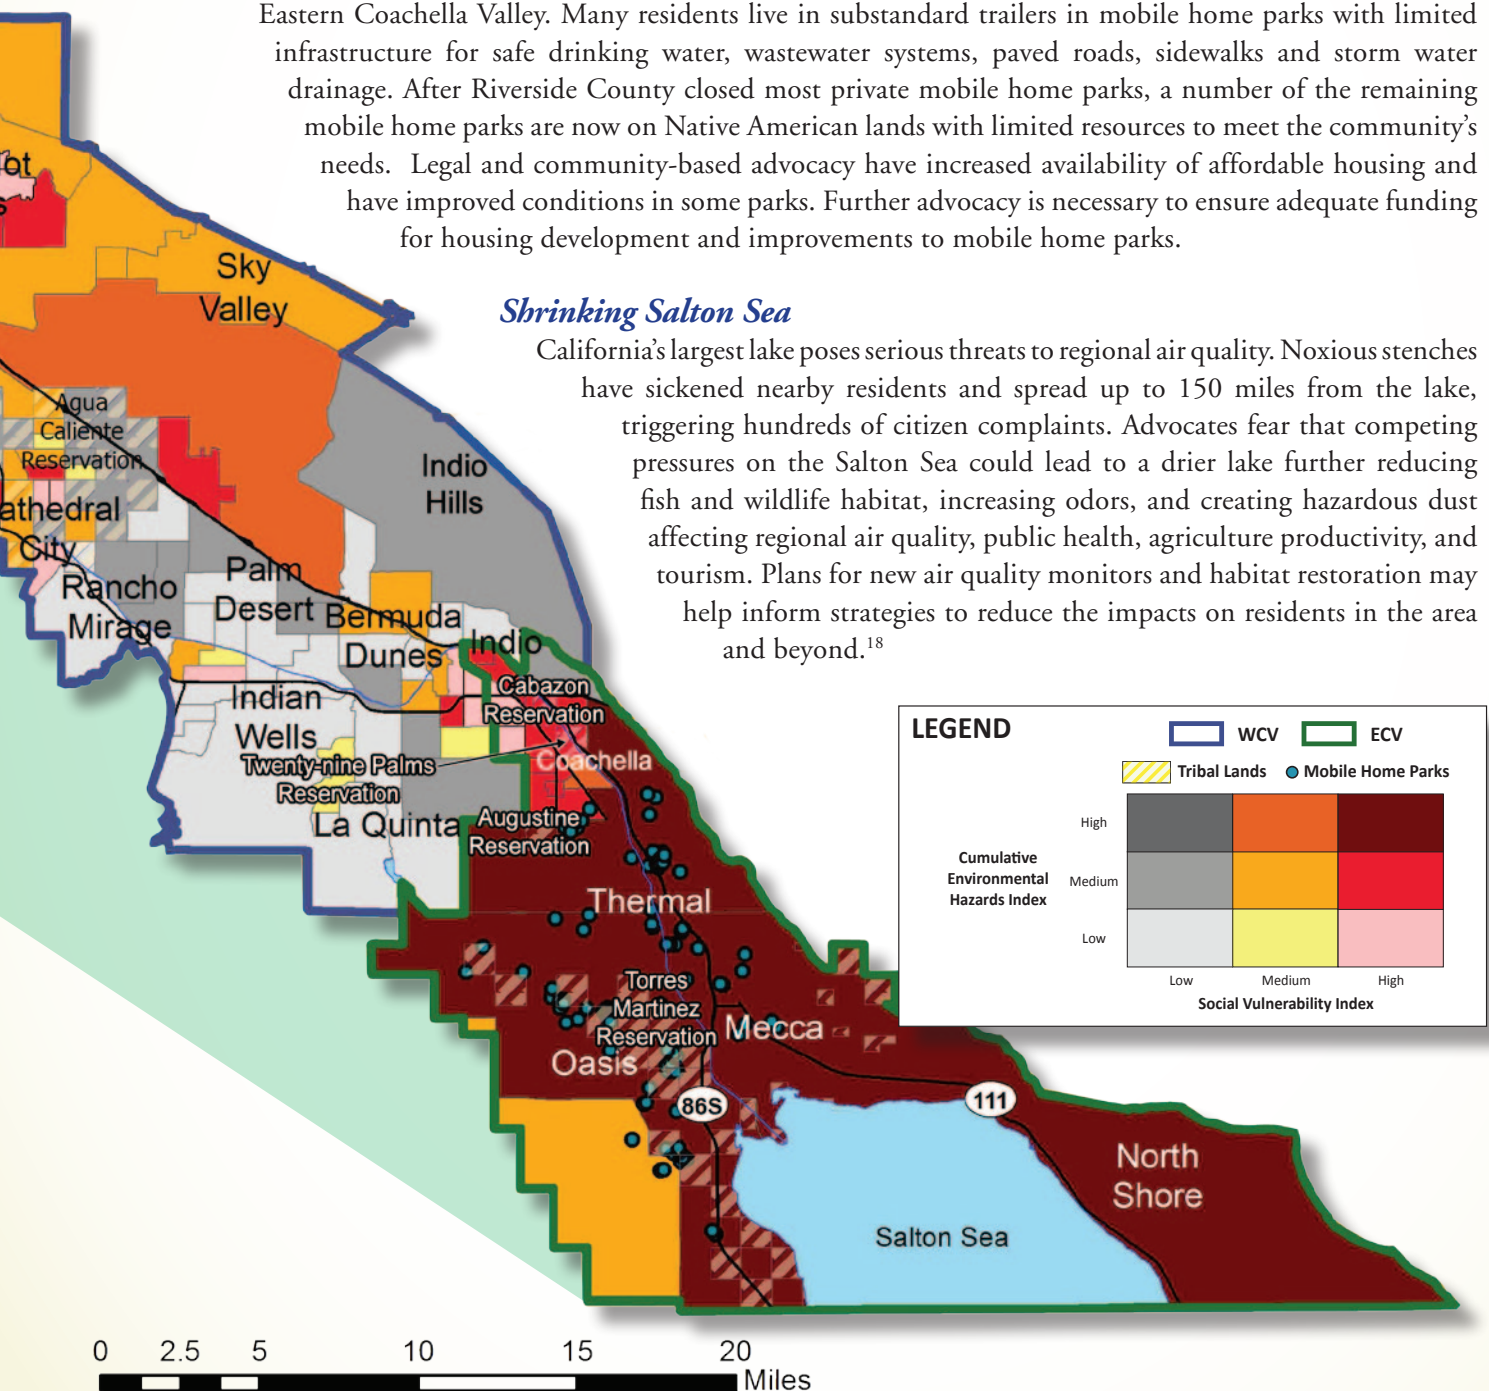 Eastern Coachella Valley. Many residents live in substandard trailers in mobile home parks with limited
infrastructure for safe drinking water, wastewater systems, paved roads, sidewalks and storm water
drainage. After Riverside County closed most private mobile home parks, a number of the remaining
mobile home parks are now on Native American lands with limited resources to meet the community's
needs. Legal and community-based advocacy have increased availability of affordable housing and
have improved conditions in some parks. Further advocacy is necessary to ensure adequate funding
for housing development and improvements to mobile home parks.
Shrinking Salton Sea
California's largest lake poses serious threats to regional air quality. Noxious stenches
have sickened nearby residents and spread up to 150 miles from the lake,
triggering hundreds of citizen complaints. Advocates fear that competing
pressures on the Salton Sea could lead to a drier lake further reducing
fish and wildlife habitat, increasing odors, and creating hazardous dust
affecting regional air quality, public health, agriculture productivity, and
tourism. Plans for new air quality monitors and habitat restoration may
help inform strategies to reduce the impacts on residents in the area
and beyond.18
ot
s
Sky
Valley
Agua
Caliente
Reservation
athedral
City
Indio
Hills
Rancho
Mirage
Palm
Desert
Bermuda
Dunes
Indio
Indian
Wells
Cabazon
Reservation
Twenty-nine Palms
Reservation
Coachella
La Quinta
Augustine
Reservation
Thermal
Torres
Martinez
Reservation
Mecca
Oasis
86S
111
North
Shore
Salton Sea
LEGEND
WCV
ECV
Tribal Lands
Mobile Home Parks
Cumulative
Environmental
Hazards Index
High
Medium
Low
Low Medium High
Social Vulnerability Index
0 2.5 5 10 15 20
Miles